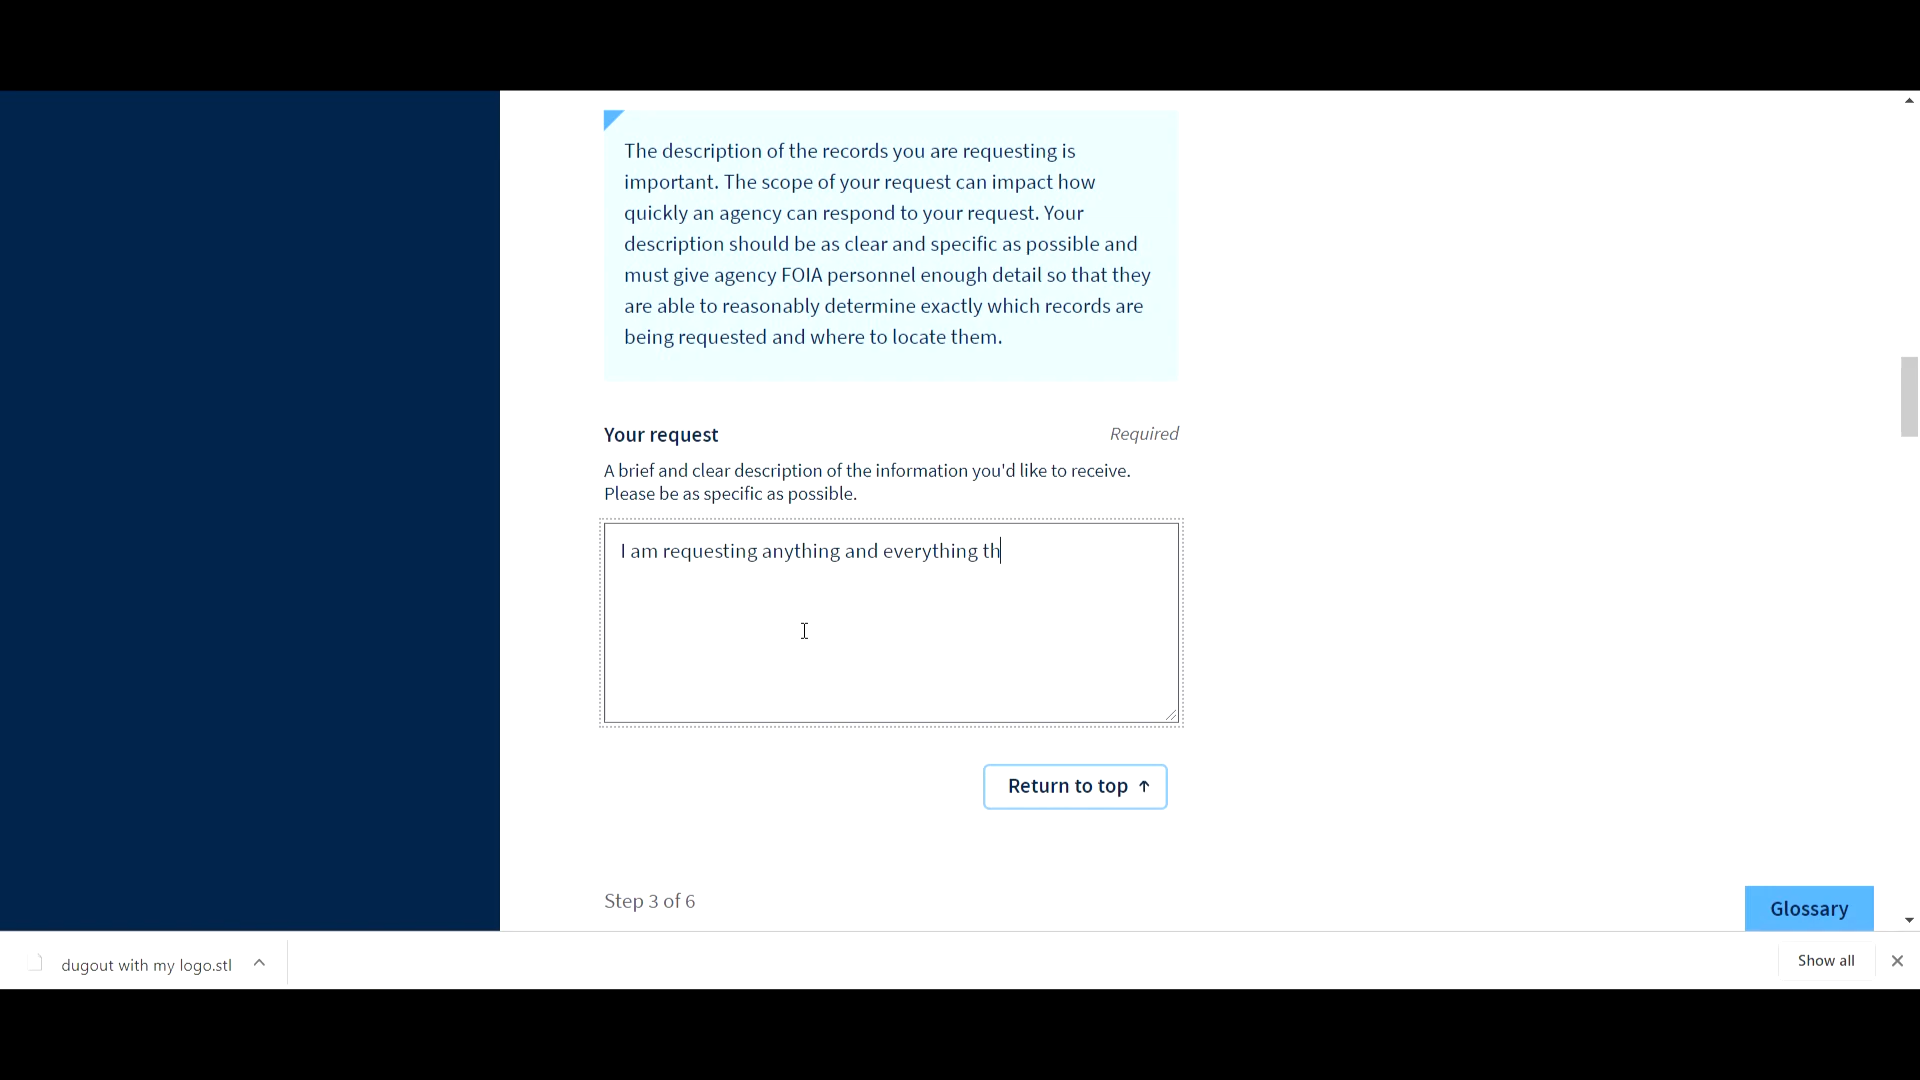 The description of the records you are requesting is
important. The scope of your request can impact how
quickly an agency can respond to your request. Your
description should be as clear and specific as possible and
must give agency FOIA personnel enough detail so that they
are able to reasonably determine exactly which records are
being requested and where to locate them.
Your request
Required
A brief and clear description of the information you'd like to receive.
Please be as specific as possible.
I am requesting anything and everything th
Return to top ↑
Step 3 of 6
Glossary
dugout with my logo.stl
Show all